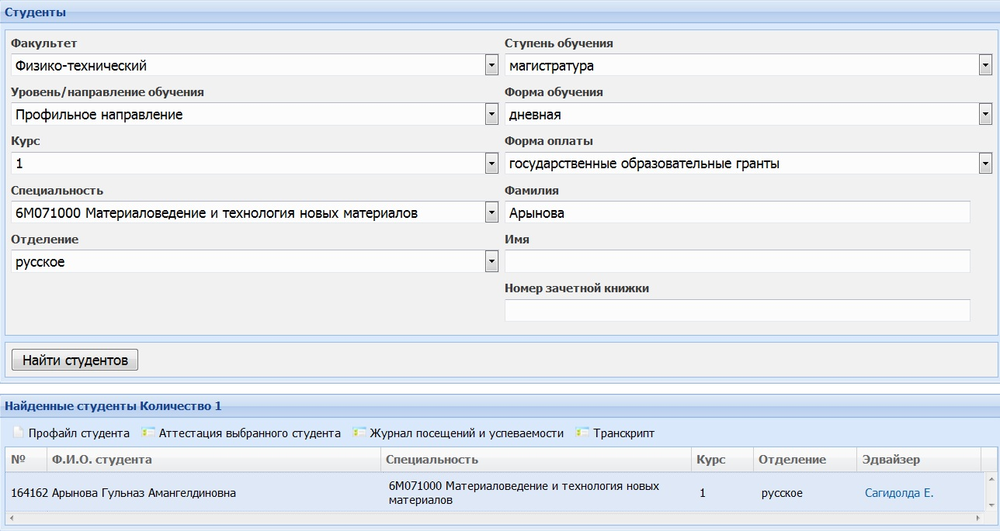 Студенты
Факультет Ступень обучения
Физико-технический магистратура
Уровень/направление обучения Форма обучения
Профильное направление дневная
Курс Форма оплаты
1 государственные образовательные гранты
Специальность Фамилия
6М071000 Материаловедение и технология новых материалов Арынова
Отделение Имя
русское
Номер зачетной книжки
Найти студентов
Найденные студенты Количество 1
Профайл студента Аттестация выбранного студента Журнал посещений и успеваемости Транскрипт
№ Ф.И.О. студента Специальность Курс Отделение Эдвайзер
164162 Арынова Гульназ Амангелдиновна 6М071000 Материаловедение и технология новых 1 русское Сагидолда Е.
материалов